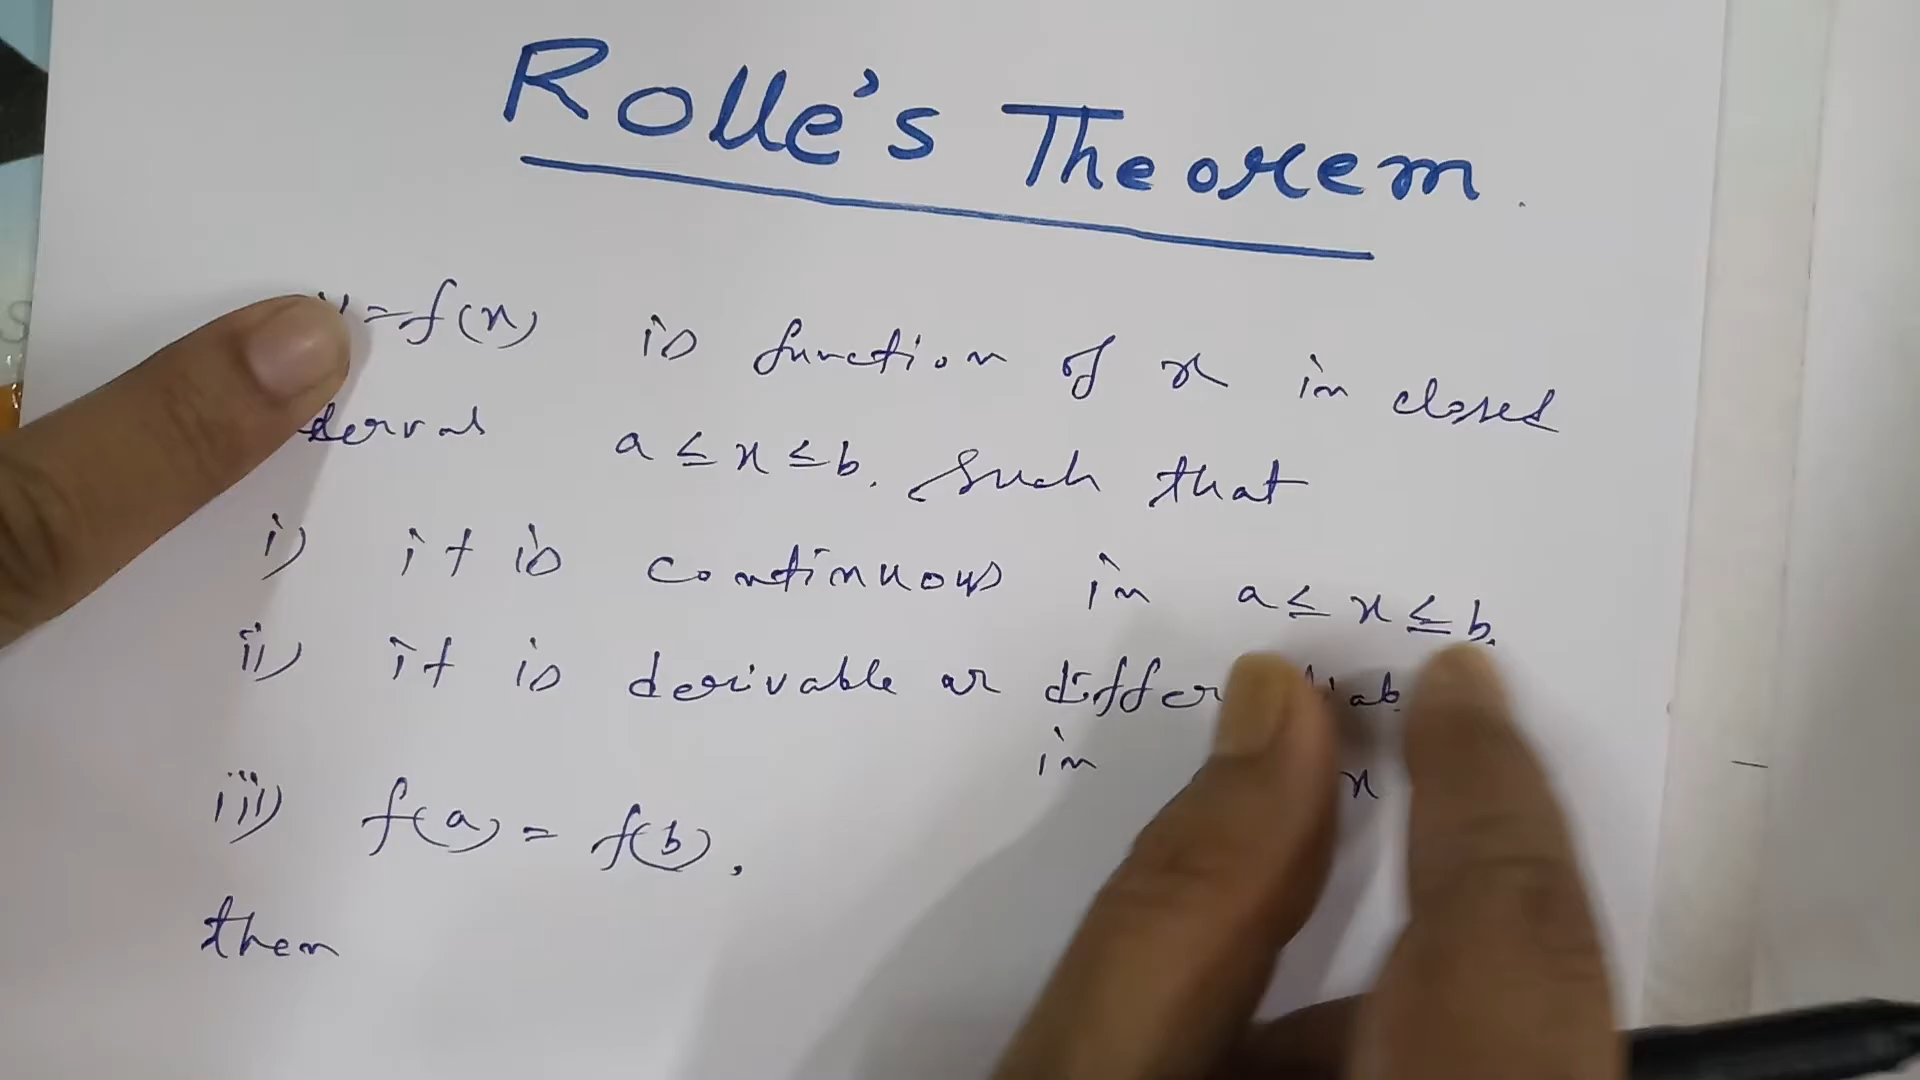 Rolle's Theorem.
=f(x) is function of x in closed
a ≤ x ≤ b. such that
i) it is continuous in a ≤ x ≤ b.
ii) it is derivable or
in x
iii) f(a) = f(b),
then